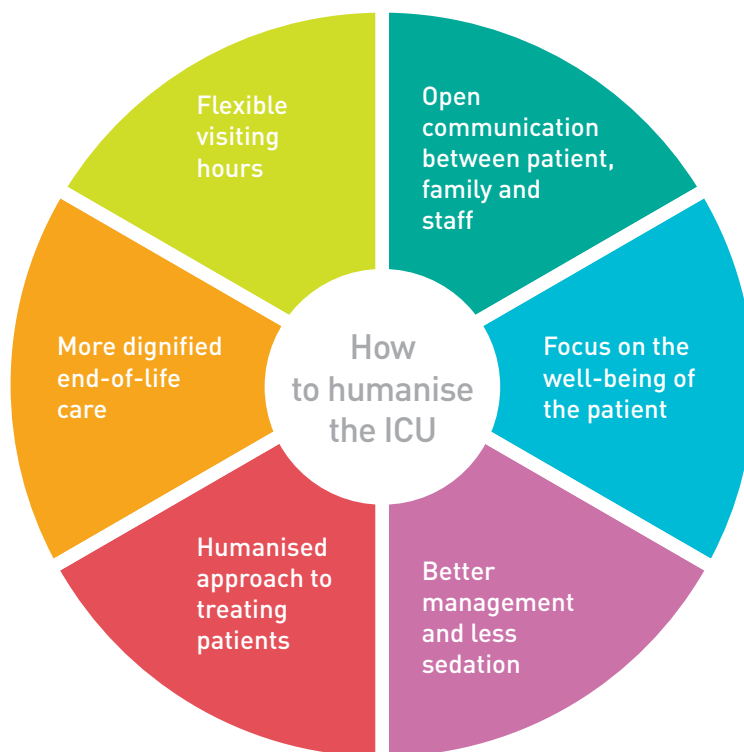 Flexible
visiting
hours
Open
communication
between patient,
family and
staff
More dignified
end-of-life
care
How
to humanise
the ICU
Focus on the
well-being of
the patient
Humanised
approach to
treating
patients
Better
management
and less
sedation